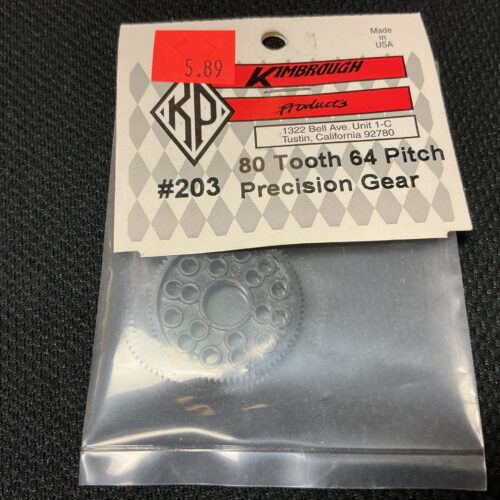 Made
in
USA
5.89
KIMBROUGH
Products
KP
1322 Bell Ave. Unit 1-C
Tustin, California 92780
#203
80 Tooth 64 Pitch
Precision Gear